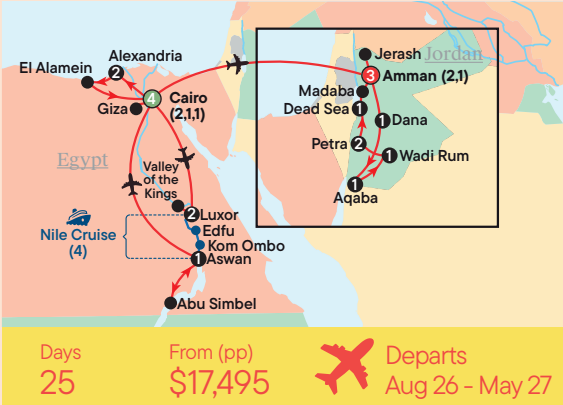 Alexandria
El Alamein
2
4
Giza
Cairo
(2,1,1)
Egypt
Valley
of the
Kings
2
Luxor
Edfu
Nile Cruise
(4)
Kom Ombo
1
Aswan
Abu Simbel
Jerash
Jordan
3
Amman (2,1)
Madaba
Dead Sea
1
1
Dana
Petra
2
1
Wadi Rum
1
Aqaba
Days
25
From (pp)
$17,495
Departs
Aug 26 - May 27